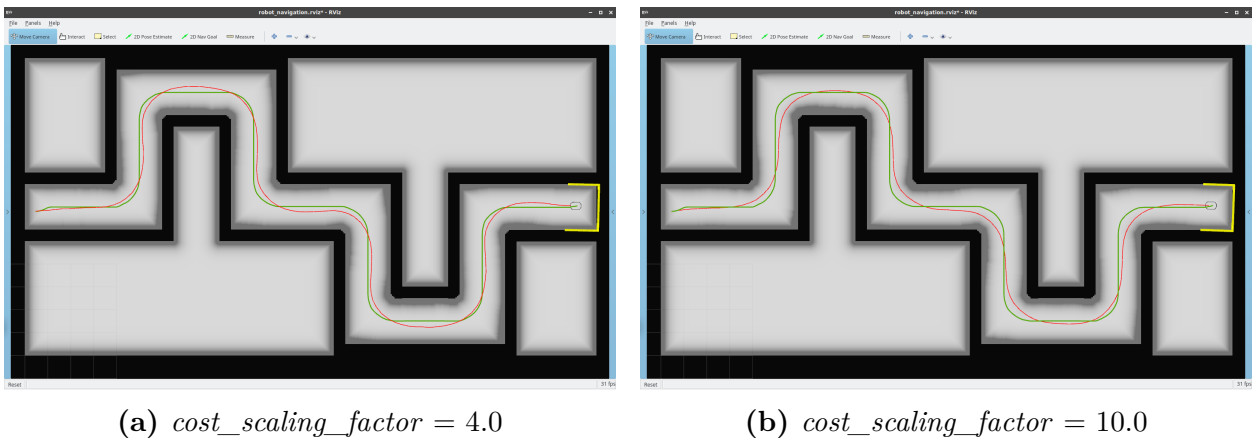 robot_navigation.rviz* - RViz
File Panels Help
Move Camera Interact Select 2D Pose Estimate 2D Nav Goal Measure
Reset 31 fps
(a) cost_scaling_factor = 4.0
robot_navigation.rviz* - RViz
File Panels Help
Move Camera Interact Select 2D Pose Estimate 2D Nav Goal Measure
Reset 31 fps
(b) cost_scaling_factor = 10.0